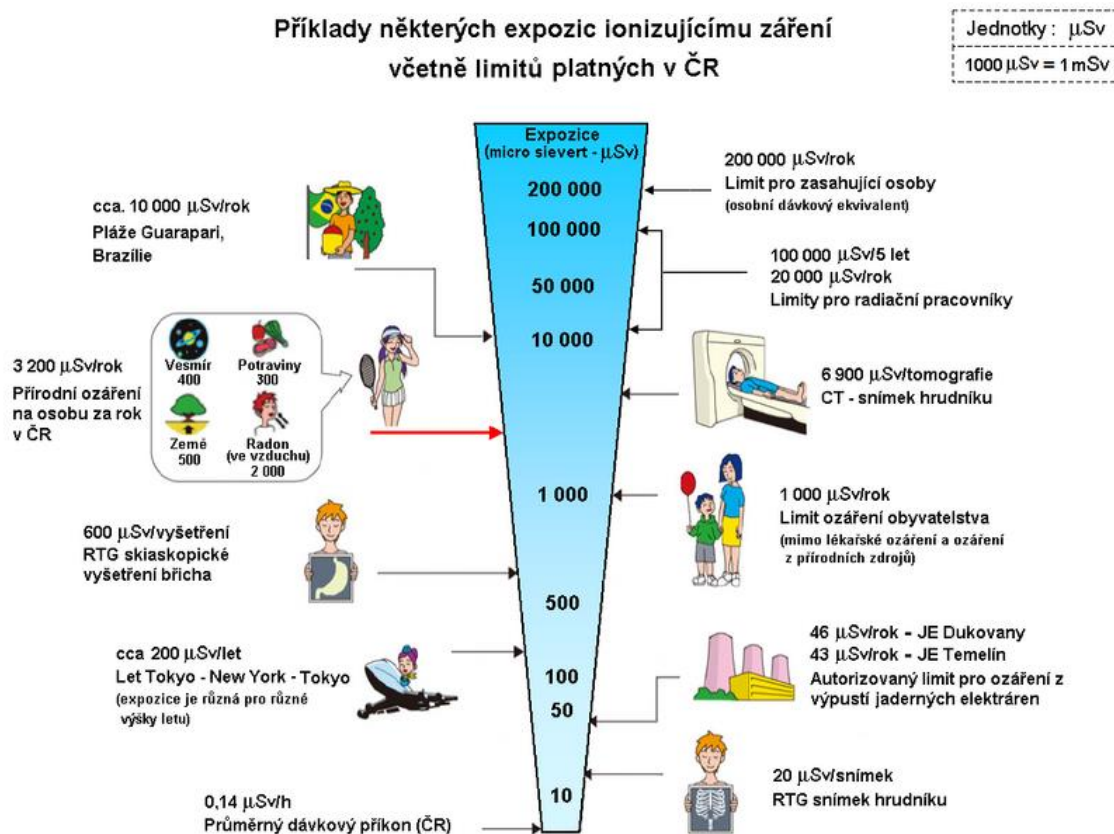 Příklady některých expozic ionizujícímu záření
včetně limitů platných v ČR
Jednotky : μSv
1000 μSv = 1 mSv
Expozice
(micro sievert - μSv)
200 000
100 000
50 000
10 000
1 000
500
100
50
10
cca. 10 000 μSv/rok
Pláže Guarapari,
Brazílie
3 200 μSv/rok
Přírodní ozáření
na osobu za rok
v ČR
Vesmír
400
Potraviny
300
Země
500
Radon
(ve vzduchu)
2 000
600 μSv/vyšetření
RTG skiaskopické
vyšetření břicha
cca 200 μSv/let
Let Tokyo - New York - Tokyo
(expozice je různá pro různé
výšky letu)
0,14 μSv/h
Průměrný dávkový příkon (ČR)
200 000 μSv/rok
Limit pro zasahující osoby
(osobní dávkový ekvivalent)
100 000 μSv/5 let
20 000 μSv/rok
Limity pro radiační pracovníky
6 900 μSv/tomografie
CT - snímek hrudníku
1 000 μSv/rok
Limit ozáření obyvatelstva
(mimo lékařské ozáření a ozáření
z přírodních zdrojů)
46 μSv/rok - JE Dukovany
43 μSv/rok - JE Temelín
Autorizovaný limit pro ozáření z
výpustí jaderných elektráren
20 μSv/snímek
RTG snímek hrudníku